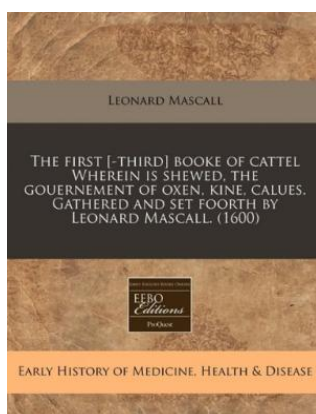 Leonard Mascall
The first [-third] booke of cattel
Wherein is shewed, the
gouernement of oxen, kine, calues.
Gathered and set foorth by
Leonard Mascall. (1600)
EEBO
Editions
ProQuest
Early History of Medicine, Health & Disease